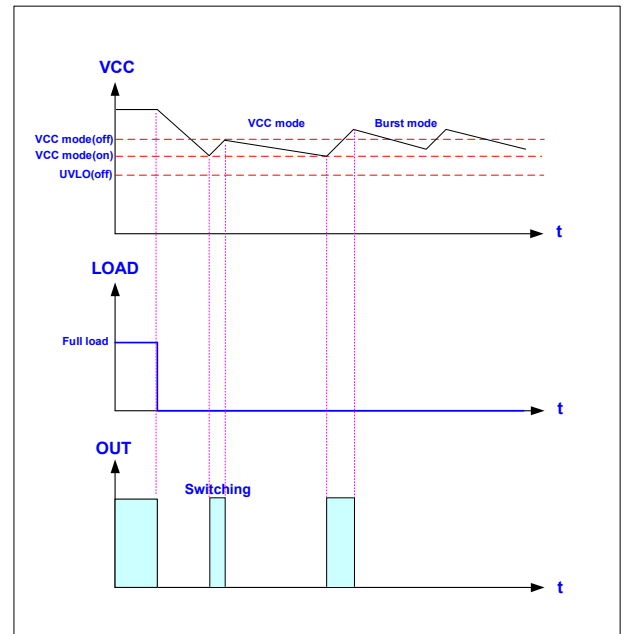 VCC
VCC mode(off)
VCC mode
Burst mode
VCC mode(on)
UVLO(off)
t
LOAD
Full load
t
OUT
Switching
t